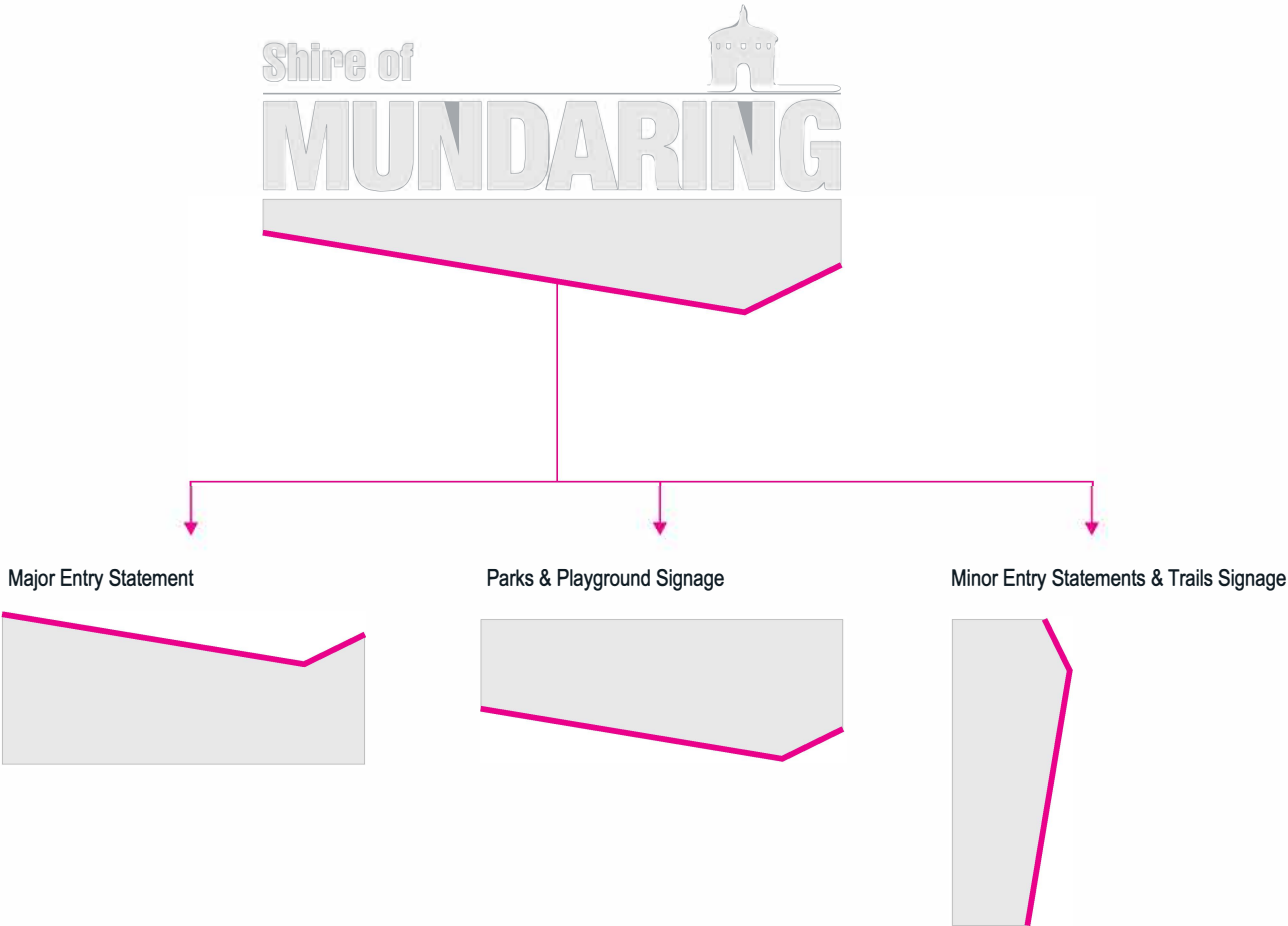 Shire of
MUNDARING
Major Entry Statement
Parks & Playground Signage
Minor Entry Statements & Trails Signage